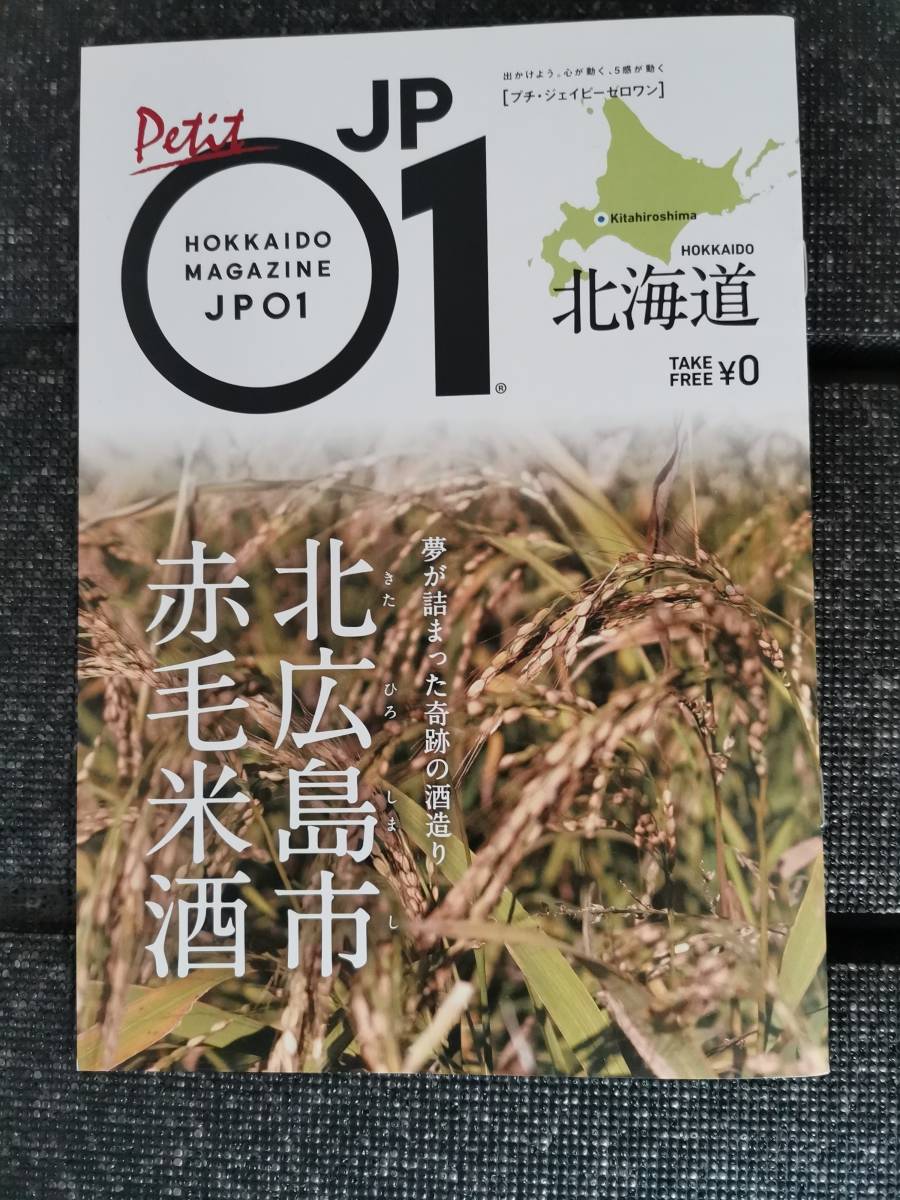 Petit
JP
01
HOKKAIDO
MAGAZINE
JP01
®
出かけよう。心が動く、5感が動く
[プチ・ジェイピーゼロワン]
Kitahiroshima
HOKKAIDO
北海道
TAKE
FREE ¥0
夢が詰まった奇跡の酒造り
北広島市
きた ひろ しま し
赤毛米酒